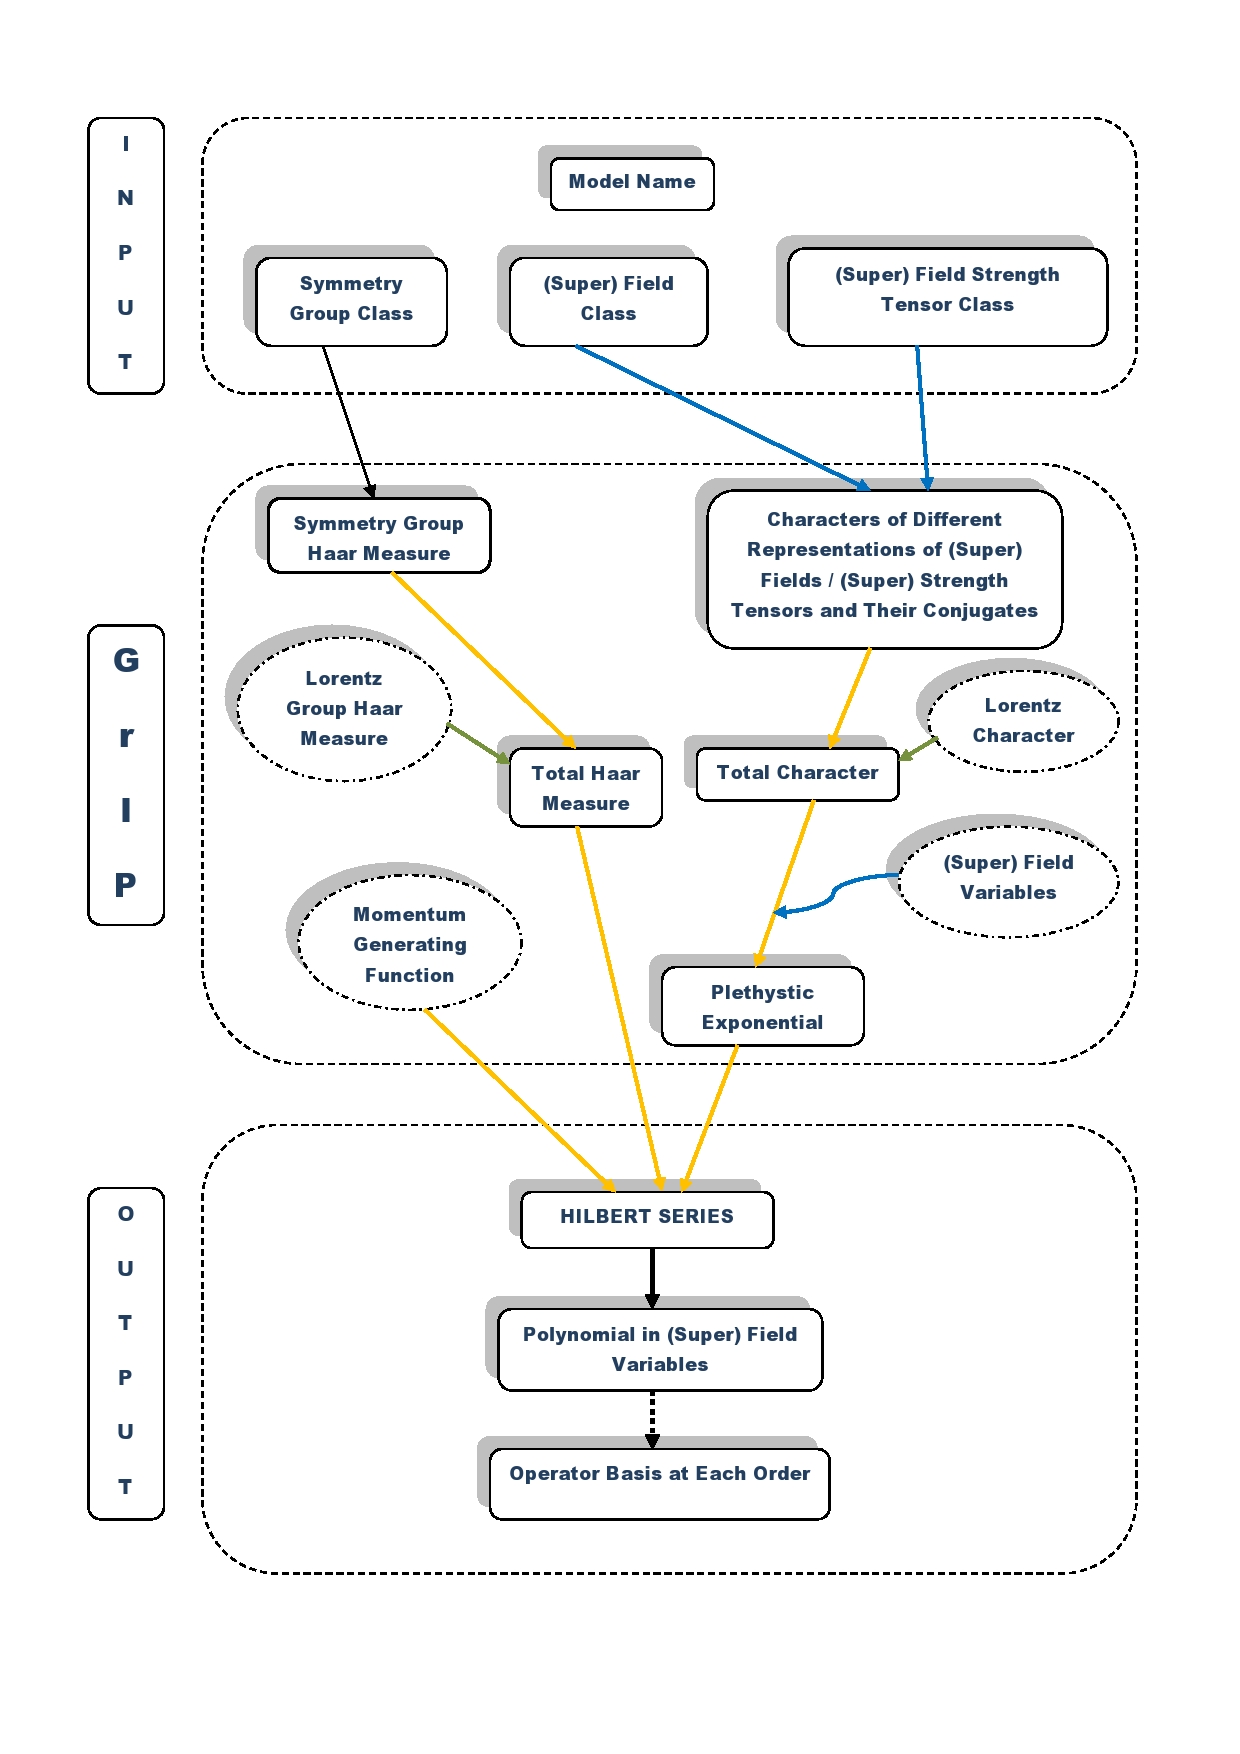 I
N
P
U
T
Model Name
Symmetry
Group Class
(Super) Field
Class
(Super) Field Strength
Tensor Class
G
r
I
P
Symmetry Group
Haar Measure
Characters of Different
Representations of (Super)
Fields / (Super) Strength
Tensors and Their Conjugates
Lorentz
Group Haar
Measure
Lorentz
Character
Total Haar
Measure
Total Character
(Super) Field
Variables
Momentum
Generating
Function
Plethystic
Exponential
O
U
T
P
U
T
HILBERT SERIES
Polynomial in (Super) Field
Variables
Operator Basis at Each Order